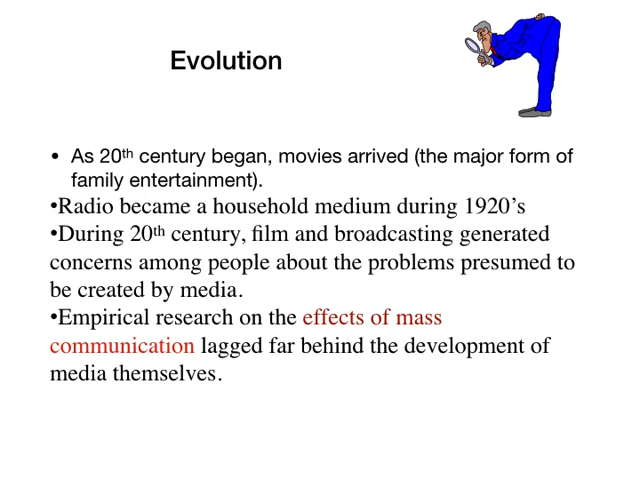 Evolution
• As 20th century began, movies arrived (the major form of
family entertainment).
•Radio became a household medium during 1920’s
•During 20th century, film and broadcasting generated
concerns among people about the problems presumed to
be created by media.
•Empirical research on the effects of mass
communication lagged far behind the development of
media themselves.